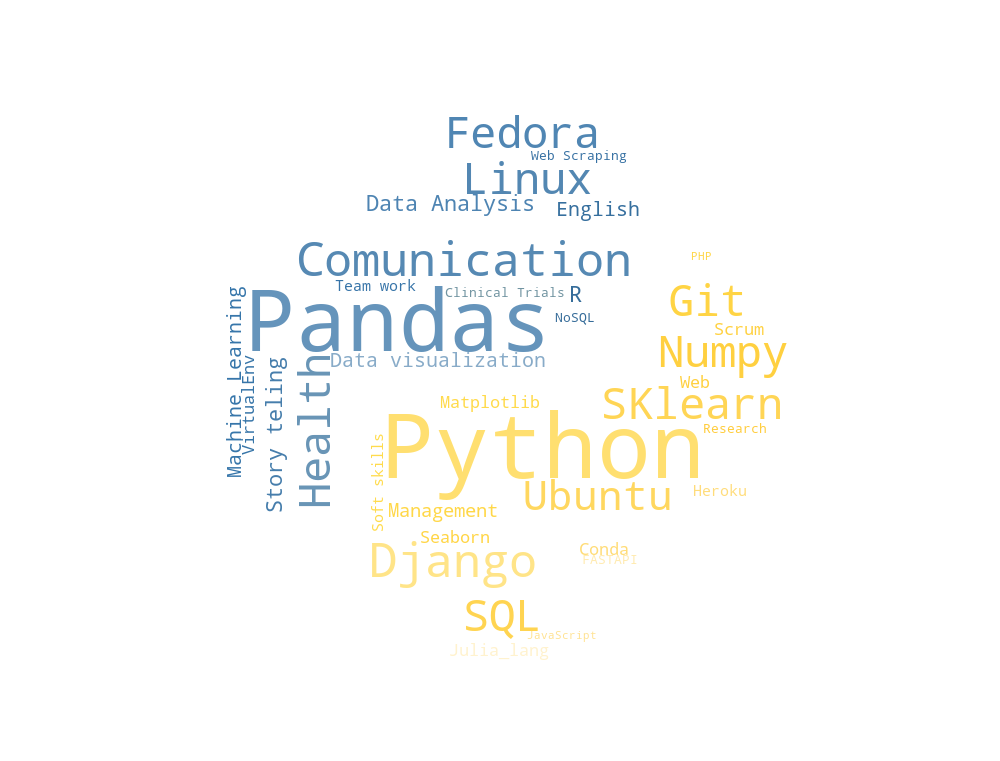 Fedora
Web Scraping
Linux
Data Analysis
English
Comunication
PHP
Team work
Clinical Trials
R
Pandas
NoSQL
Git
Scrum
Numpy
Machine Learning
VirtualEnv
Story teling
Health
Data visualization
Web
SKlearn
Matplotlib
Research
Python
Soft skills
Ubuntu
Heroku
Management
Seaborn
Conda
FASTAPI
Django
SQL
JavaScript
Julia_lang